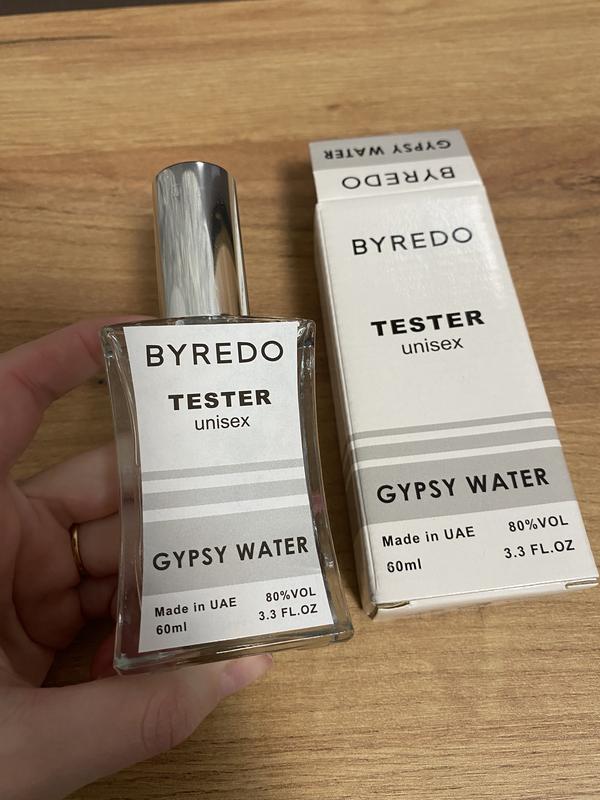 BYREDO
TESTER
unisex
GYPSY WATER
Made in UAE 80%VOL
60ml 3.3 FL.OZ
GYPSY WATER
BYREDO
BYREDO
TESTER
unisex
GYPSY WATER
Made in UAE 80%VOL
60ml 3.3 FL.OZ